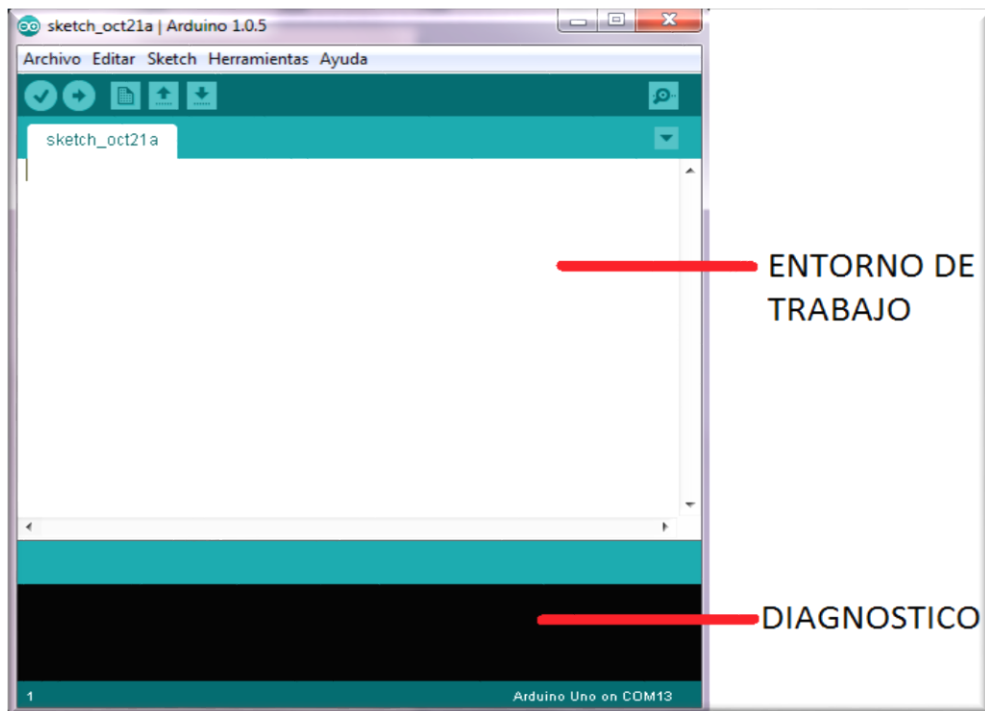 sketch_oct21a | Arduino 1.0.5
Archivo Editar Sketch Herramientas Ayuda
sketch_oct21a
ENTORNO DE
TRABAJO
DIAGNOSTICO
1
Arduino Uno on COM13